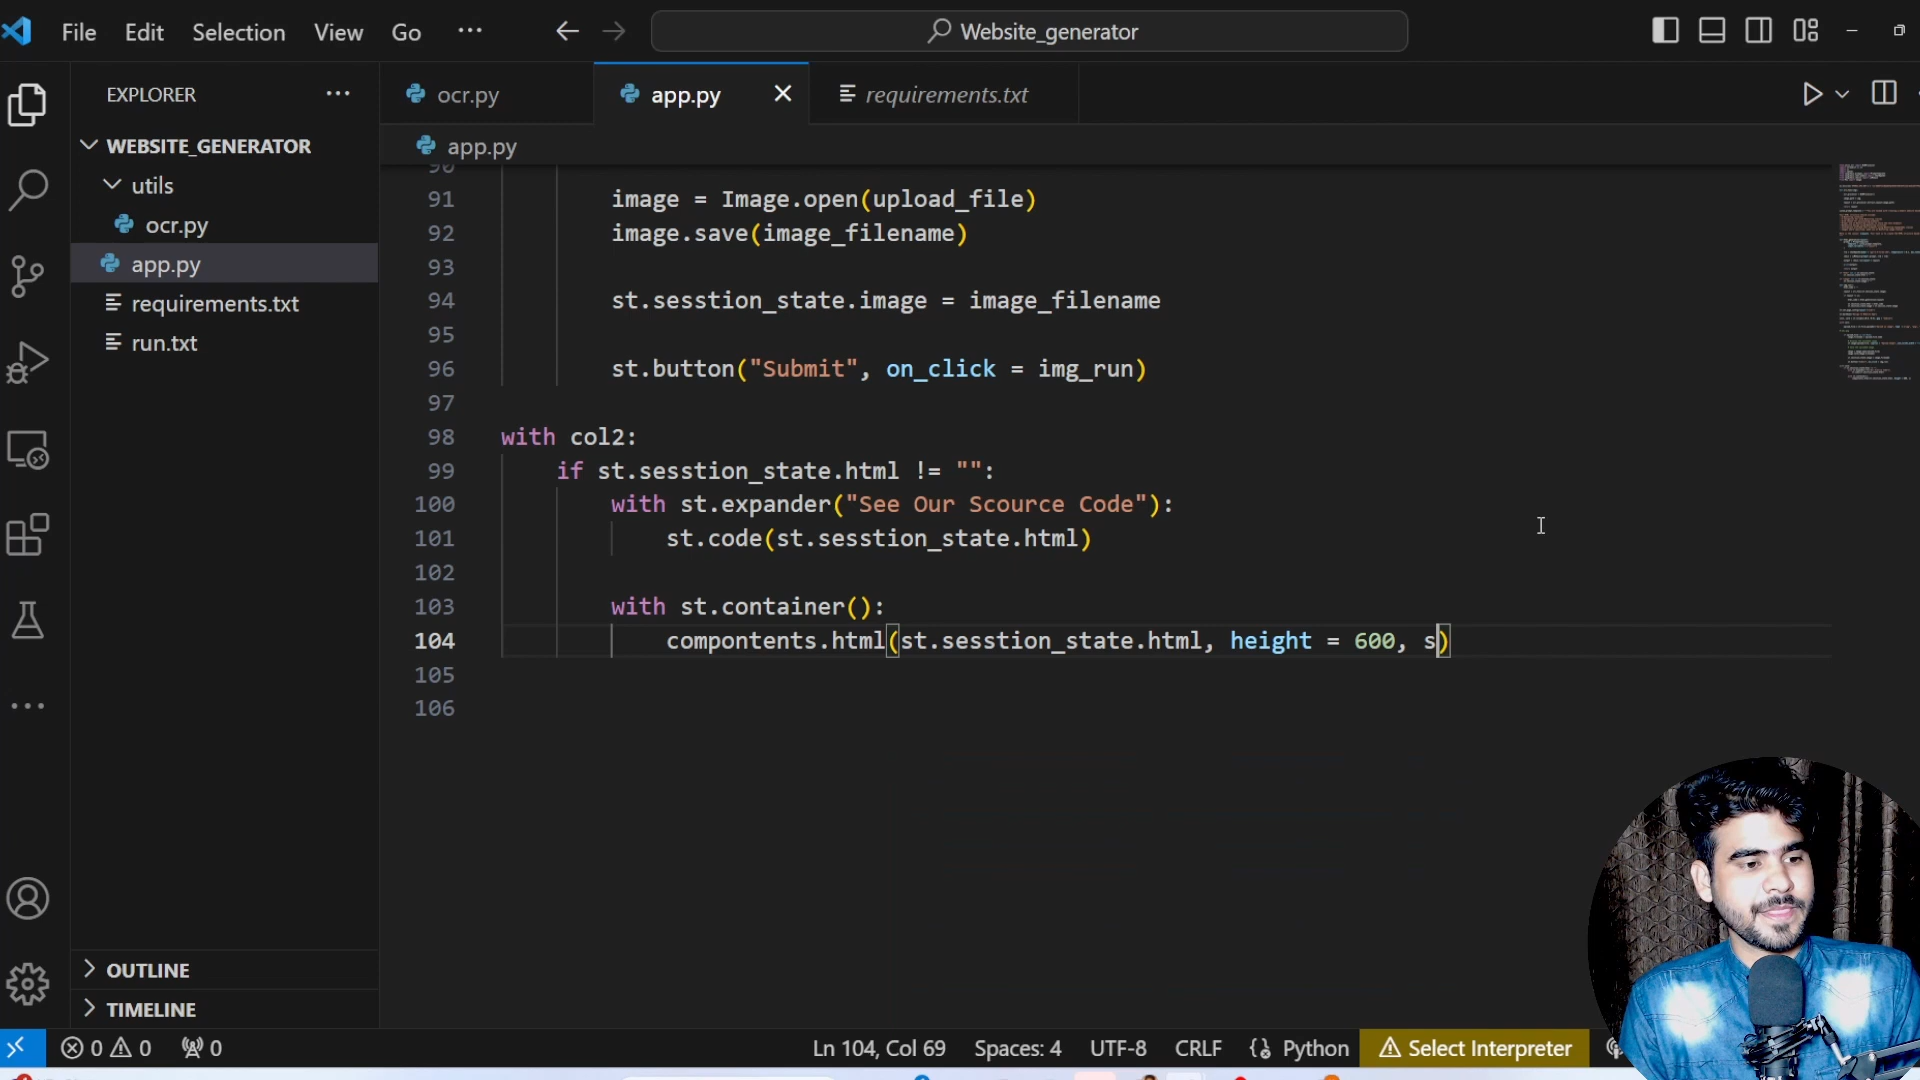 File Edit Selection View Go ··· Website_generator
EXPLORER ···
WEBSITE_GENERATOR
utils
ocr.py
app.py
requirements.txt
run.txt
OUTLINE
TIMELINE
ocr.py app.py requirements.txt
app.py
90
91 image = Image.open(upload_file)
92 image.save(image_filename)
93
94 st.sesstion_state.image = image_filename
95
96 st.button("Submit", on_click = img_run)
97
98 with col2:
99 if st.sesstion_state.html != "":
100 with st.expander("See Our Scource Code"):
101 st.code(st.sesstion_state.html)
102
103 with st.container():
104 compontents.html(st.sesstion_state.html, height = 600, s)
105
106
0 0 0 Ln 104, Col 69 Spaces: 4 UTF-8 CRLF Python Select Interpreter